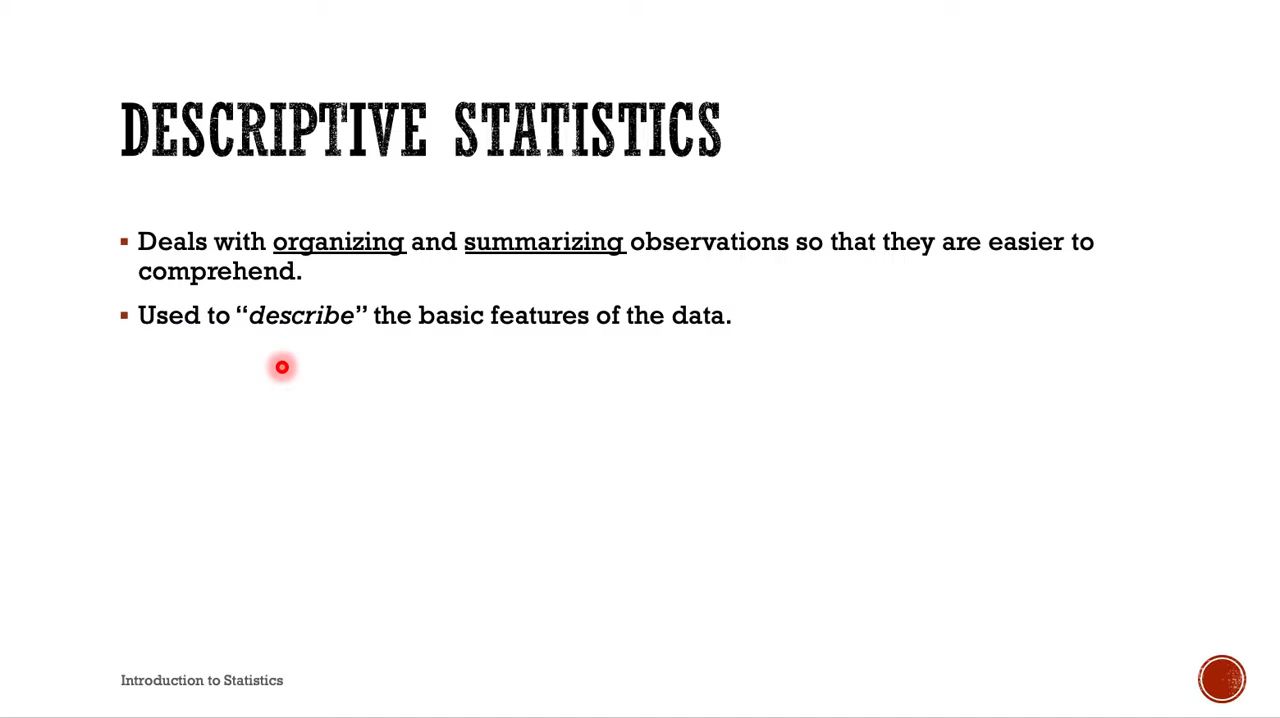 DESCRIPTIVE STATISTICS
▪ Deals with organizing and summarizing observations so that they are easier to
comprehend.
▪ Used to “describe” the basic features of the data.
Introduction to Statistics